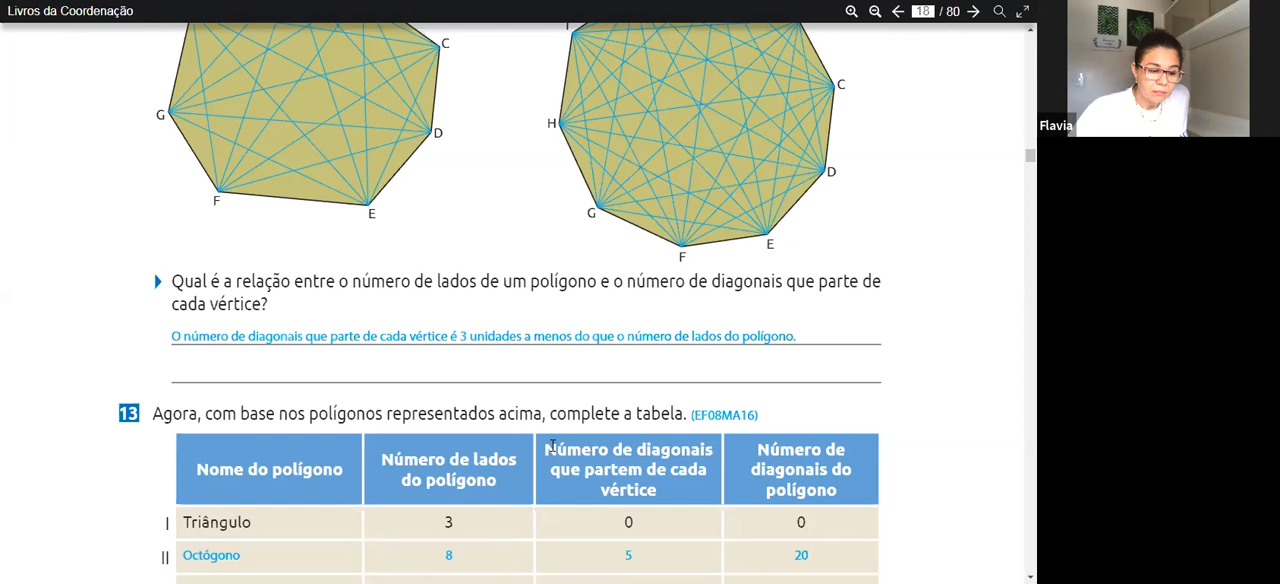 Livros da Coordenação
18 / 80
C
G
D
F
E
C
H
D
G
E
F
Flavia
Qual é a relação entre o número de lados de um polígono e o número de diagonais que parte de
cada vértice?
O número de diagonais que parte de cada vértice é 3 unidades a menos do que o número de lados do polígono.
13 Agora, com base nos polígonos representados acima, complete a tabela. (EF08MA16)
Nome do polígono
Número de lados
do polígono
Número de diagonais
que partem de cada
vértice
Número de
diagonais do
polígono
I Triângulo 3 0 0
II Octógono 8 5 20